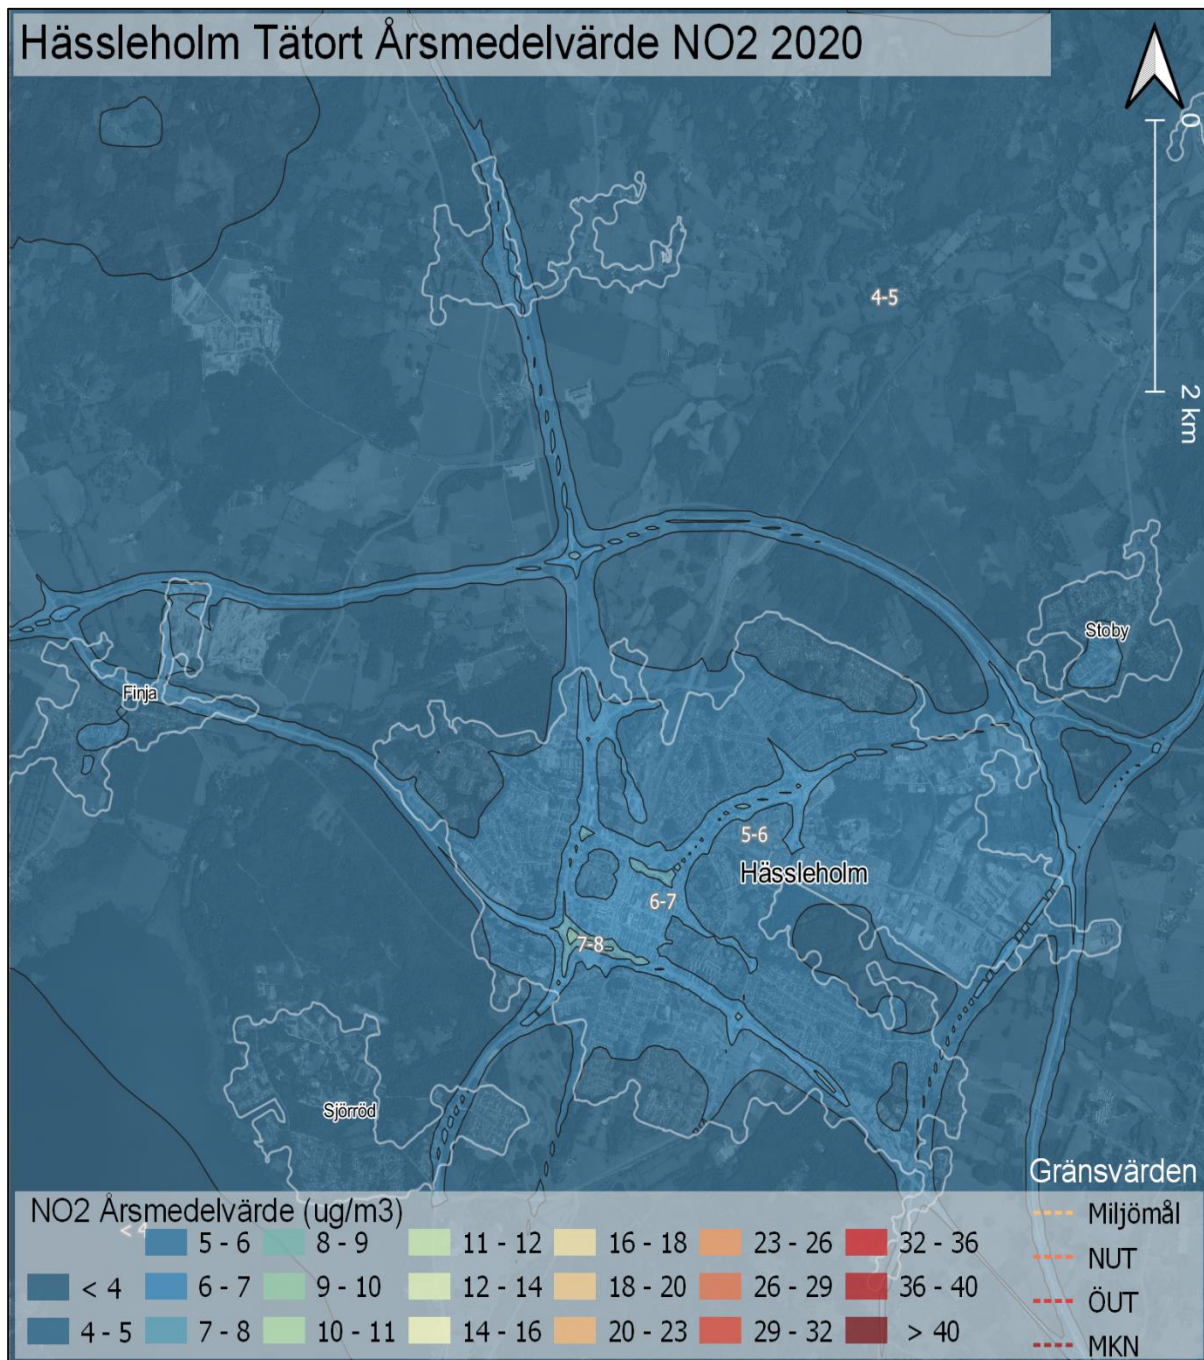 Hässleholm Tätort Årsmedelvärde NO2 2020
0
2 km
4-5
Stoby
Finja
5-6
Hässleholm
6-7
7-8
Sjörröd
< 4
Gränsvärden
Miljömål
NUT
ÖUT
MKN
NO2 Årsmedelvärde (ug/m3)
5 - 6 8 - 9 11 - 12 16 - 18 23 - 26 32 - 36
< 4 6 - 7 9 - 10 12 - 14 18 - 20 26 - 29 36 - 40
4 - 5 7 - 8 10 - 11 14 - 16 20 - 23 29 - 32 > 40